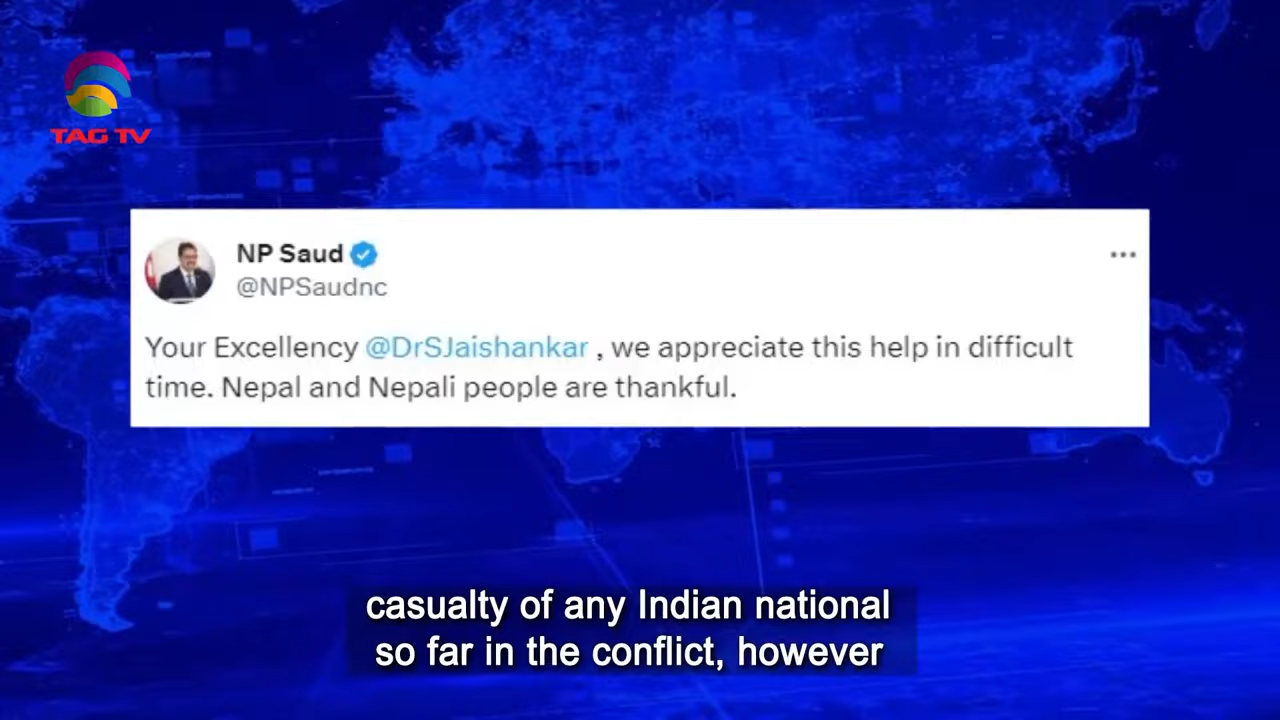 TAG TV
NP Saud
@NPSaudnc
Your Excellency @DrSJaishankar , we appreciate this help in difficult
time. Nepal and Nepali people are thankful.
casualty of any Indian national
so far in the conflict, however